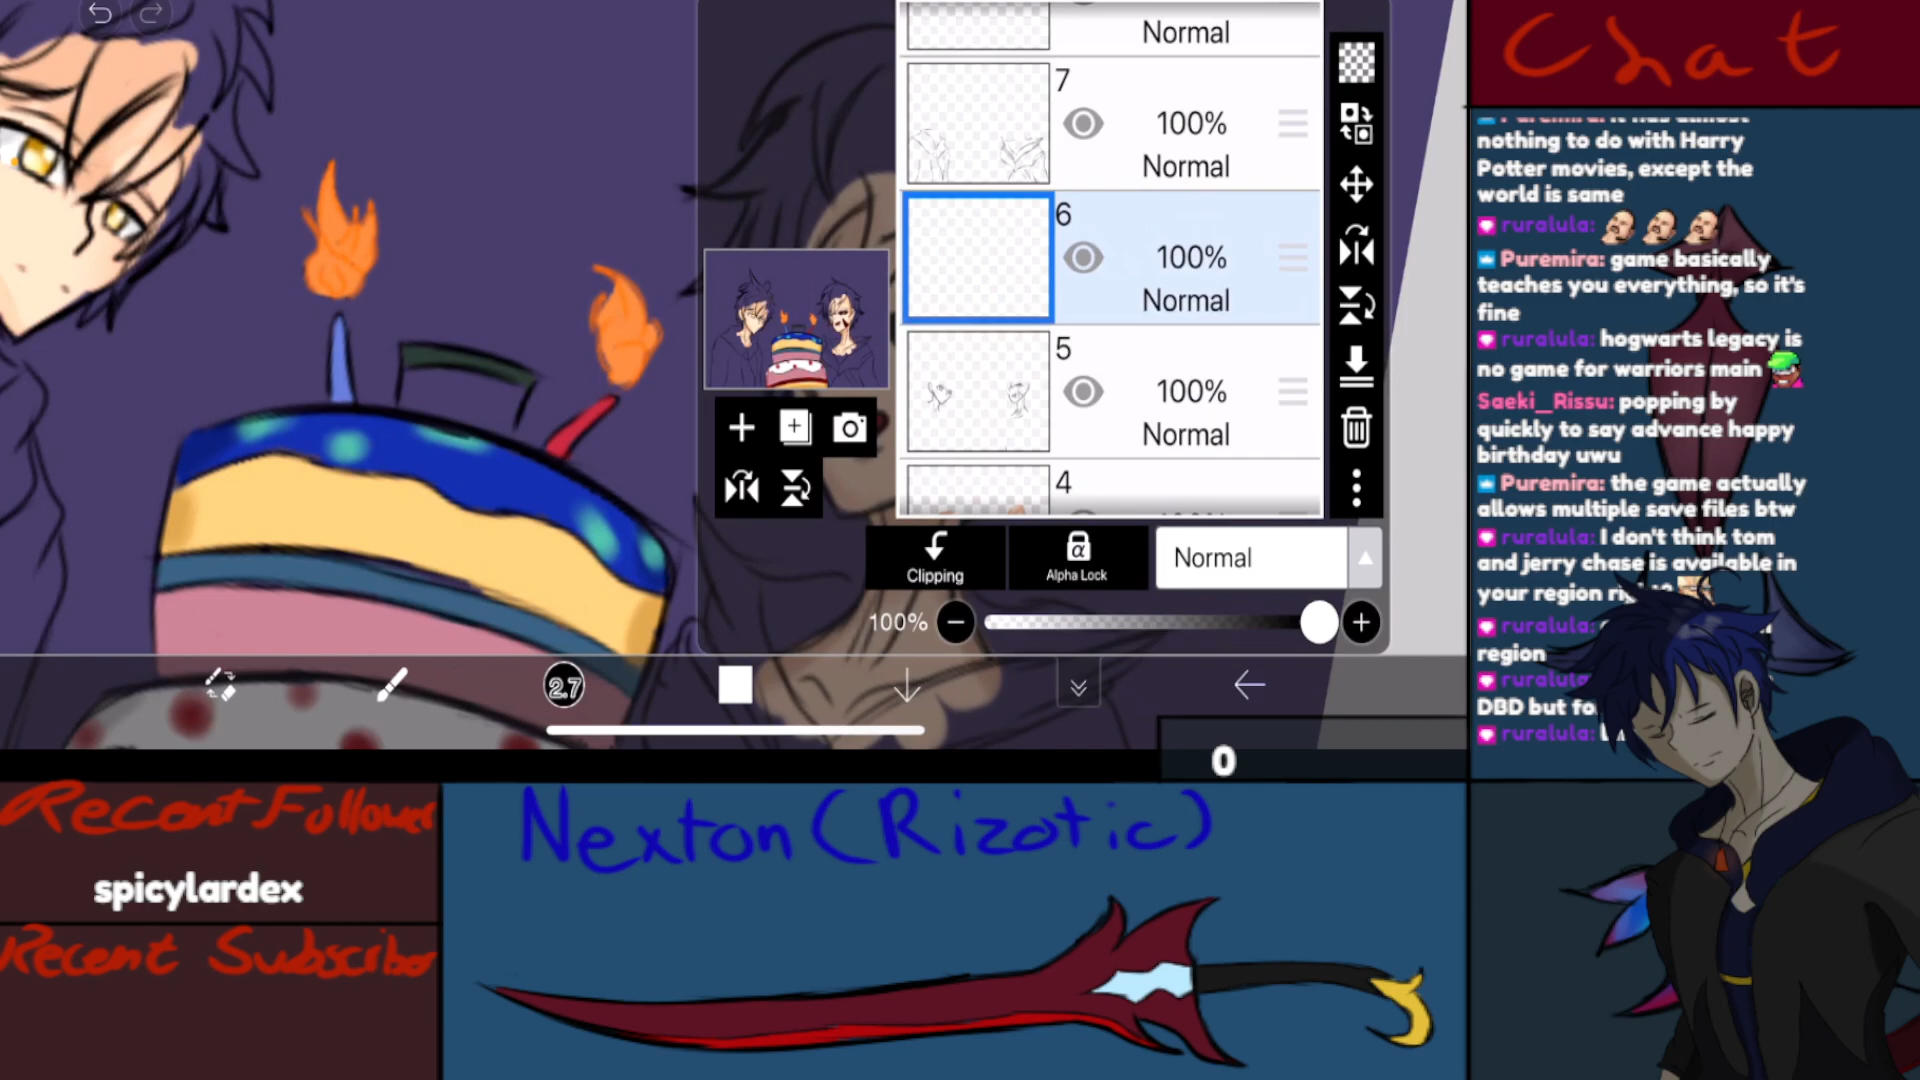 Normal
7
100%
Normal
6
100%
Normal
5
100%
Normal
4
Clipping
α
Alpha Lock
Normal
100%
2.7
0
Chat
nothing to do with Harry
Potter movies, except the
world is same
ruralula:
Puremira: game basically
teaches you everything, so it's
fine
ruralula: hogwarts legacy is
no game for warriors main
Saeki_Rissu: popping by
quickly to say advance happy
birthday uwu
Puremira: the game actually
allows multiple save files btw
ruralula: I don't think tom
and jerry chase is available in
your region
ruralula:
region
ruralula
DBD but
ruralula:
Recent Follower
spicylardex
Recent Subscriber
Nexton (Rizotic)